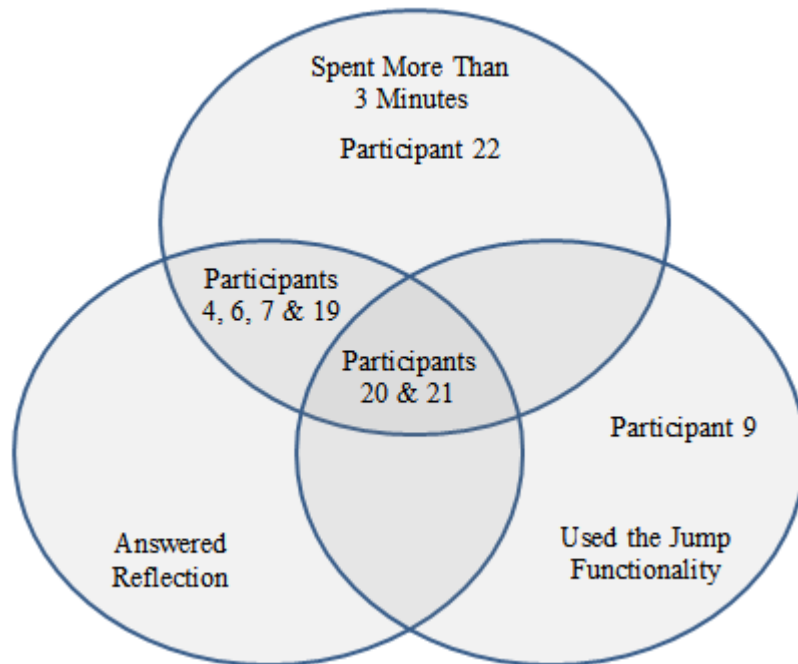 Spent More Than
3 Minutes
Participant 22
Participants
4, 6, 7 & 19
Participants
20 & 21
Participant 9
Answered
Reflection
Used the Jump
Functionality